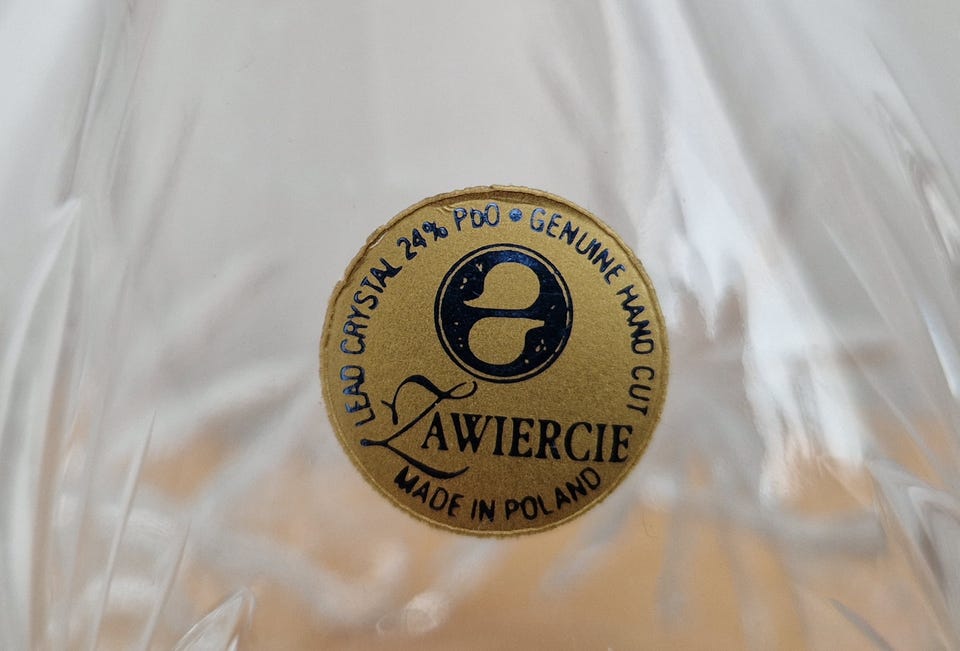 LEAD CRYSTAL 24% PbO • GENUINE HAND CUT
ZAWIERCIE
MADE IN POLAND